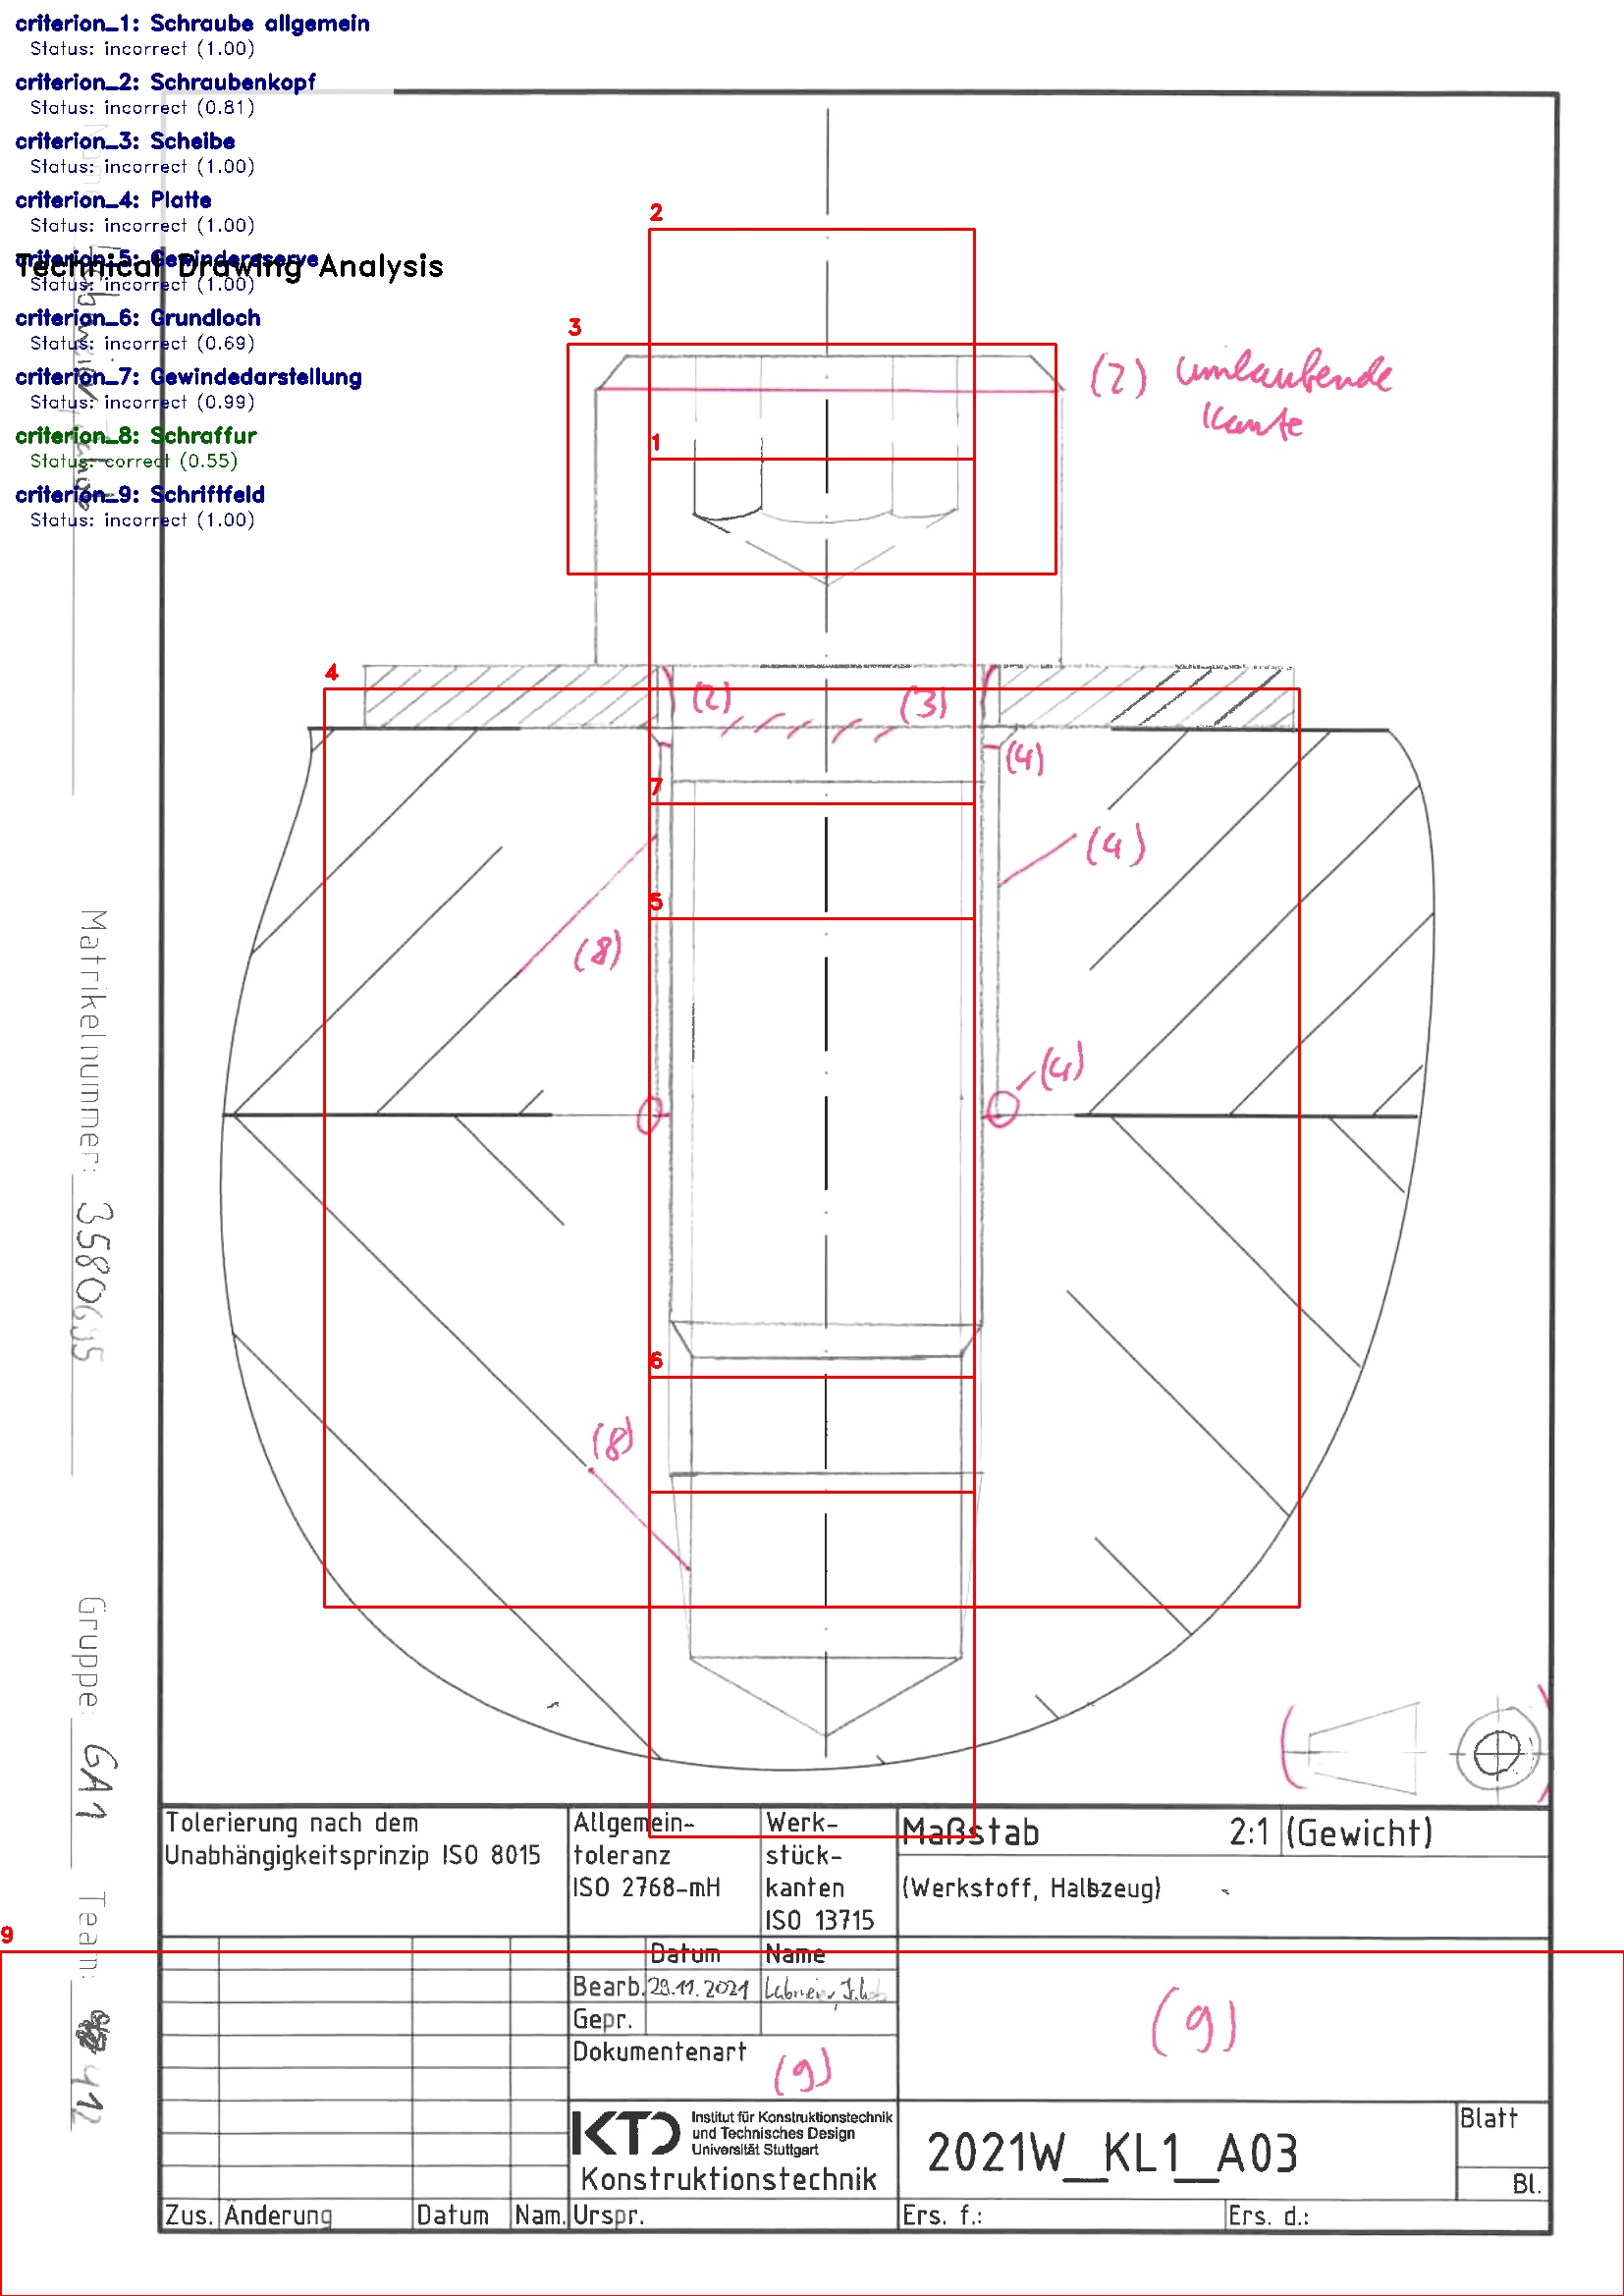 criterion_1: Schraube allgemein
Status: incorrect (1.00)
criterion_2: Schraubenkopf
Status: incorrect (0.81)
criterion_3: Scheibe
Status: incorrect (1.00)
criterion_4: Platte
Status: incorrect (1.00)
criterion_5: Gewindereserve
Technical Drawing Analysis
Status: incorrect (1.00)
criterion_6: Grundloch
Status: incorrect (0.69)
criterion_7: Gewindedarstellung
Status: incorrect (0.99)
criterion_8: Schraffur
Status: correct (0.55)
criterion_9: Schriftfeld
Status: incorrect (1.00)
2
3
(2) umlaufende
Kante
1
4
(2) (3)
(4)
7
(4)
5
(8)
(4)
6
(8)
Matrikelnummer: 3580655
Gruppe: GA1 Team: 412
Tolerierung nach dem
Unabhängigkeitsprinzip ISO 8015
Allgemein-
toleranz
ISO 2768-mH
Werk-
stück-
kanten
ISO 13715
Maßstab 2:1 (Gewicht)
(Werkstoff, Halbzeug)
9
Datum Name
Bearb. 29.11.2021
Gepr.
Dokumentenart
(9)
(9)
KTD Institut für Konstruktionstechnik
und Technisches Design
Universität Stuttgart
Konstruktionstechnik
2021W_KL1_A03
Blatt
Bl.
Zus. Änderung Datum Nam. Urspr. Ers. f.: Ers. d.: